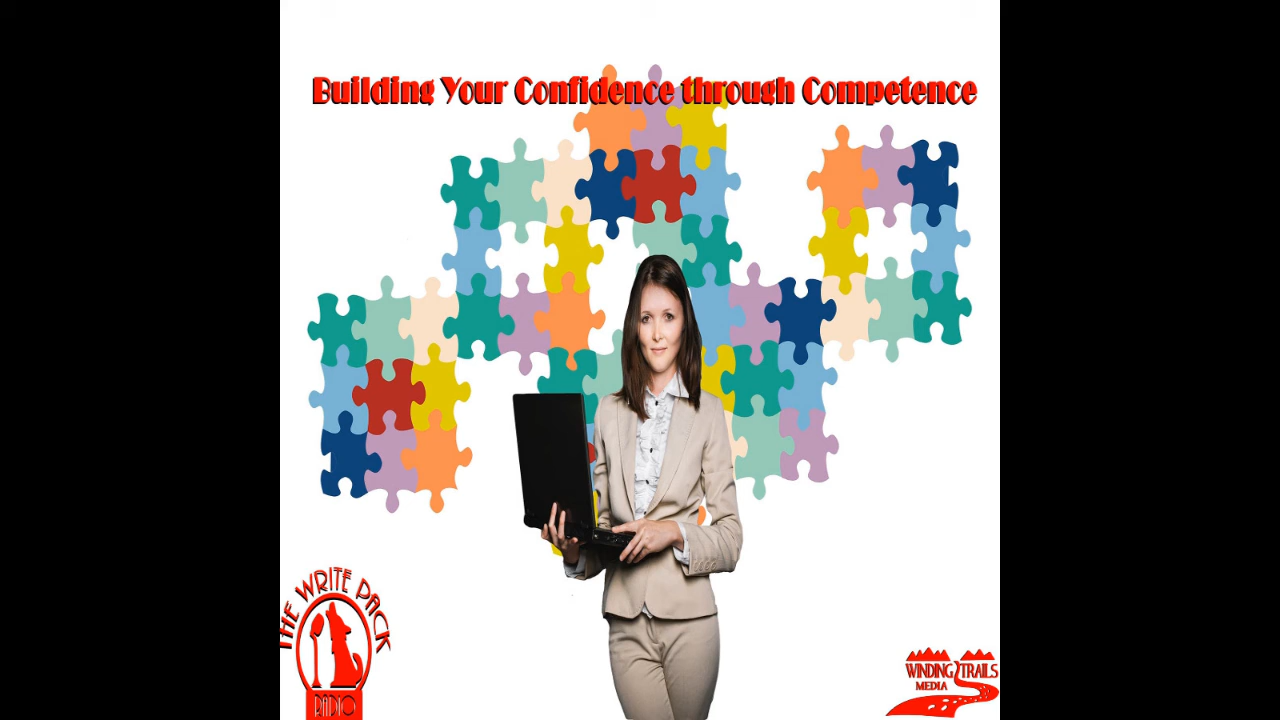 Building Your Confidence through Competence
THE WRITE PACK
RADIO
WINDING TRAILS
MEDIA